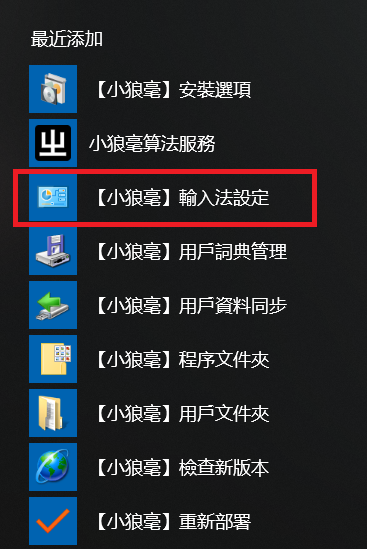 最近添加
【小狼毫】安裝選項
小狼毫算法服務
【小狼毫】輸入法設定
【小狼毫】用戶詞典管理
【小狼毫】用戶資料同步
【小狼毫】程序文件夾
【小狼毫】用戶文件夾
【小狼毫】檢查新版本
【小狼毫】重新部署